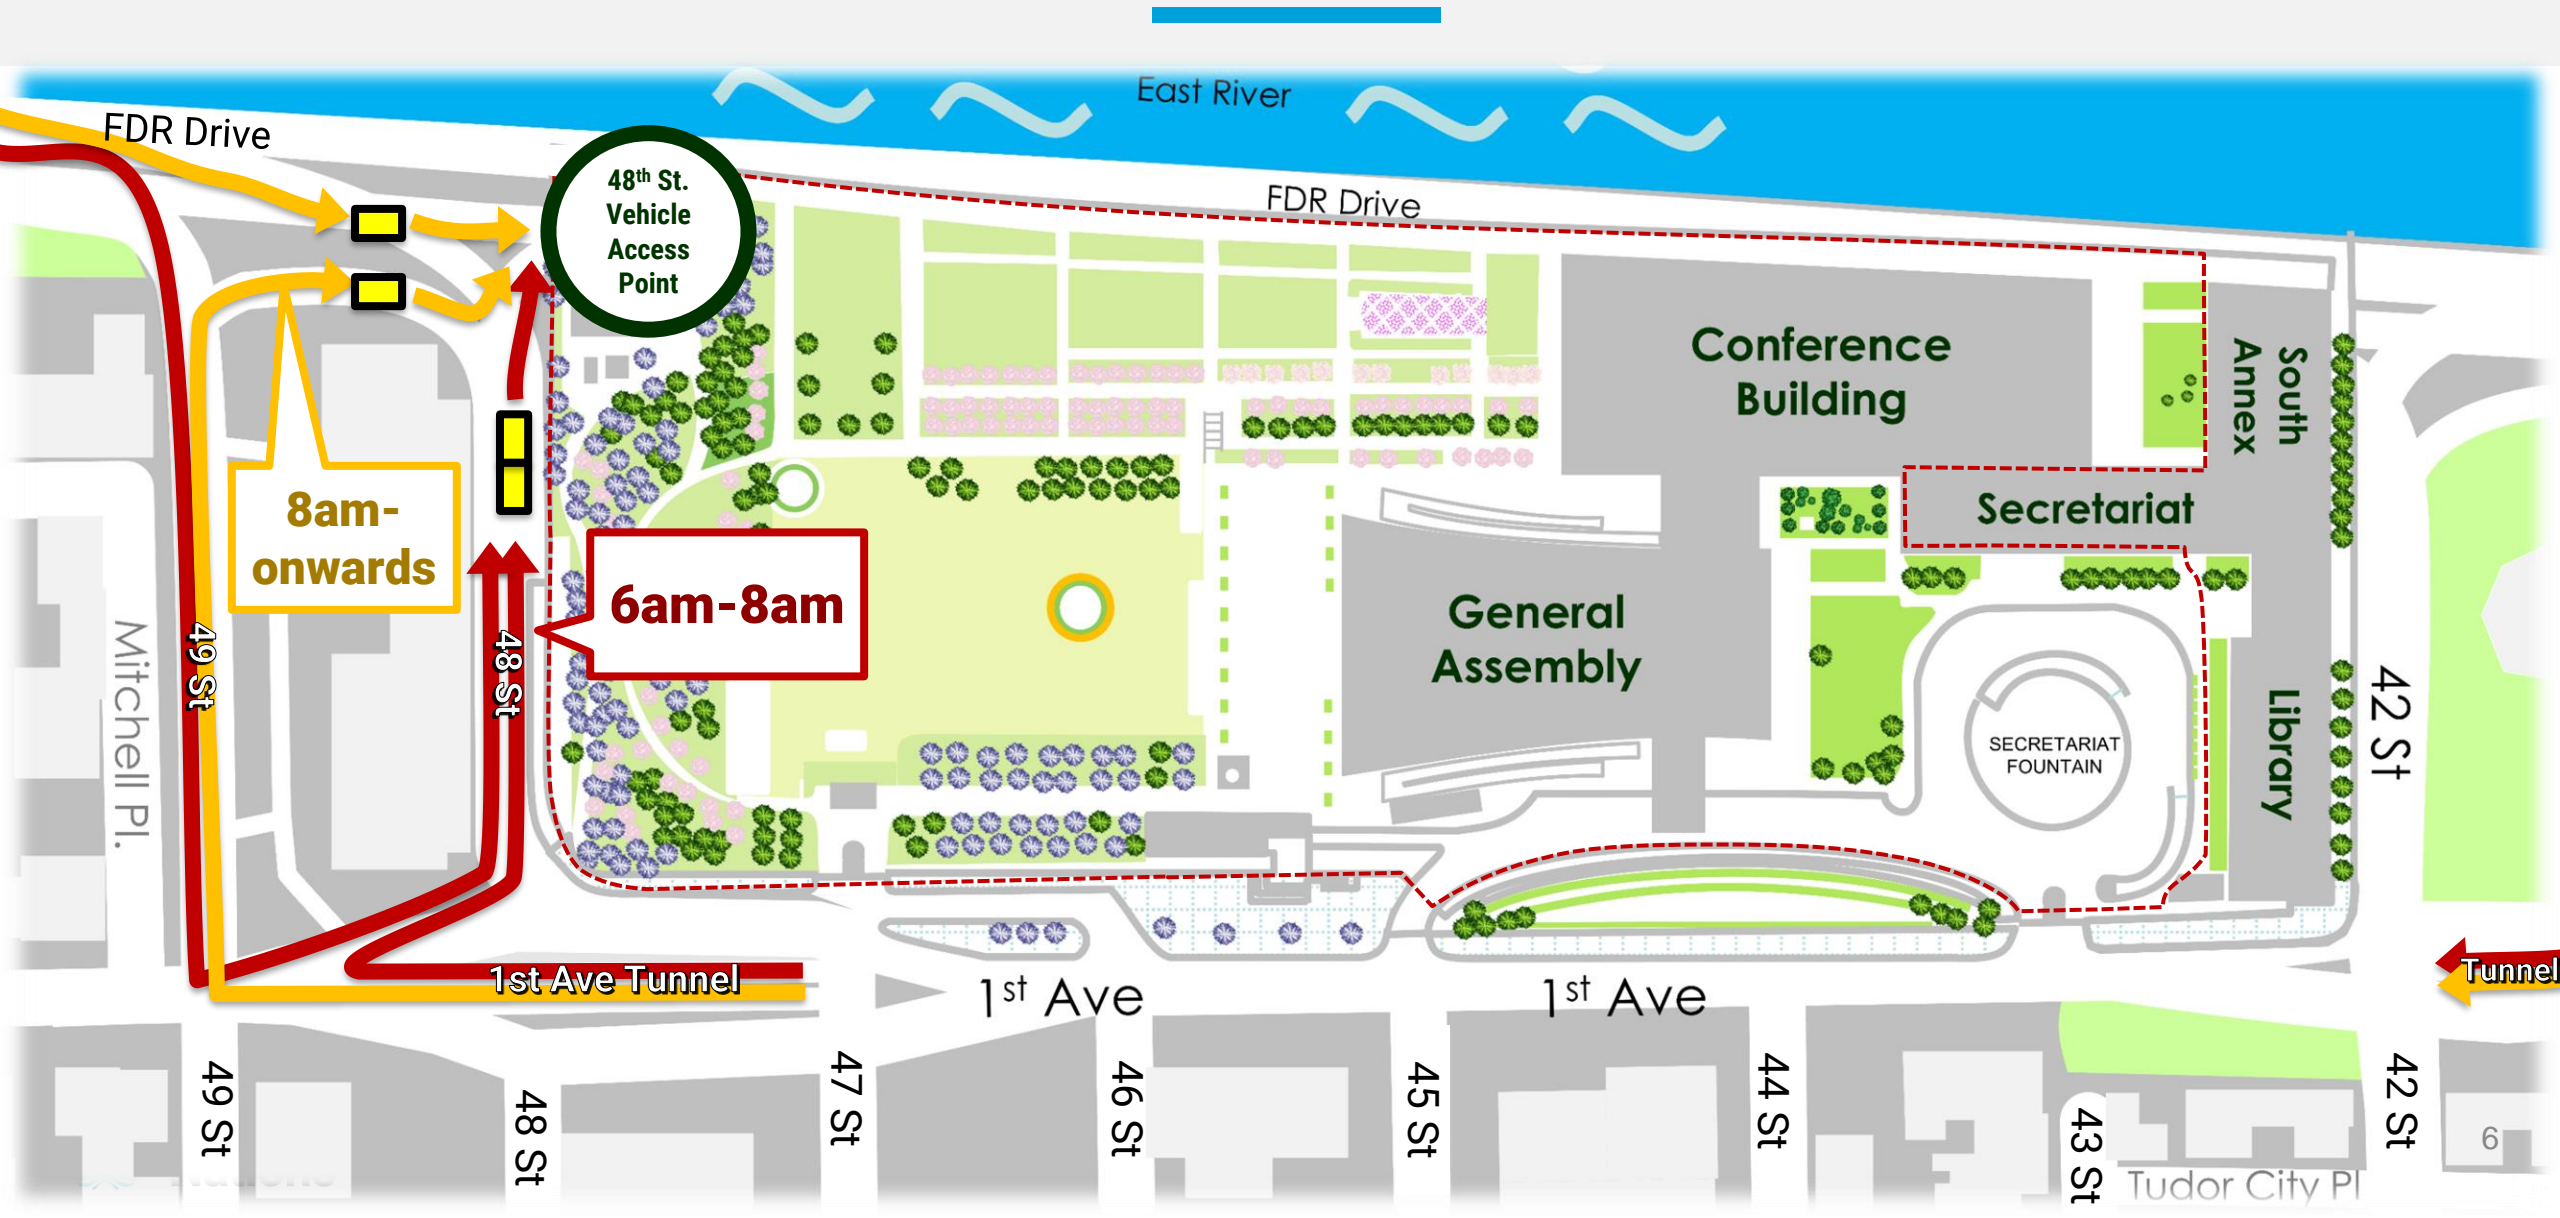 East River
FDR Drive
48th St.
Vehicle
Access
Point
FDR Drive
Conference
Building
South
Annex
8am-
onwards
Secretariat
6am-8am
General
Assembly
Mitchell Pl.
49 St
48 St
SECRETARIAT
FOUNTAIN
Library
42 St
1st Ave Tunnel
Tunnel
1st Ave
1st Ave
49 St
48 St
47 St
46 St
45 St
44 St
43 St
42 St
6
Tudor City Pl
Nations